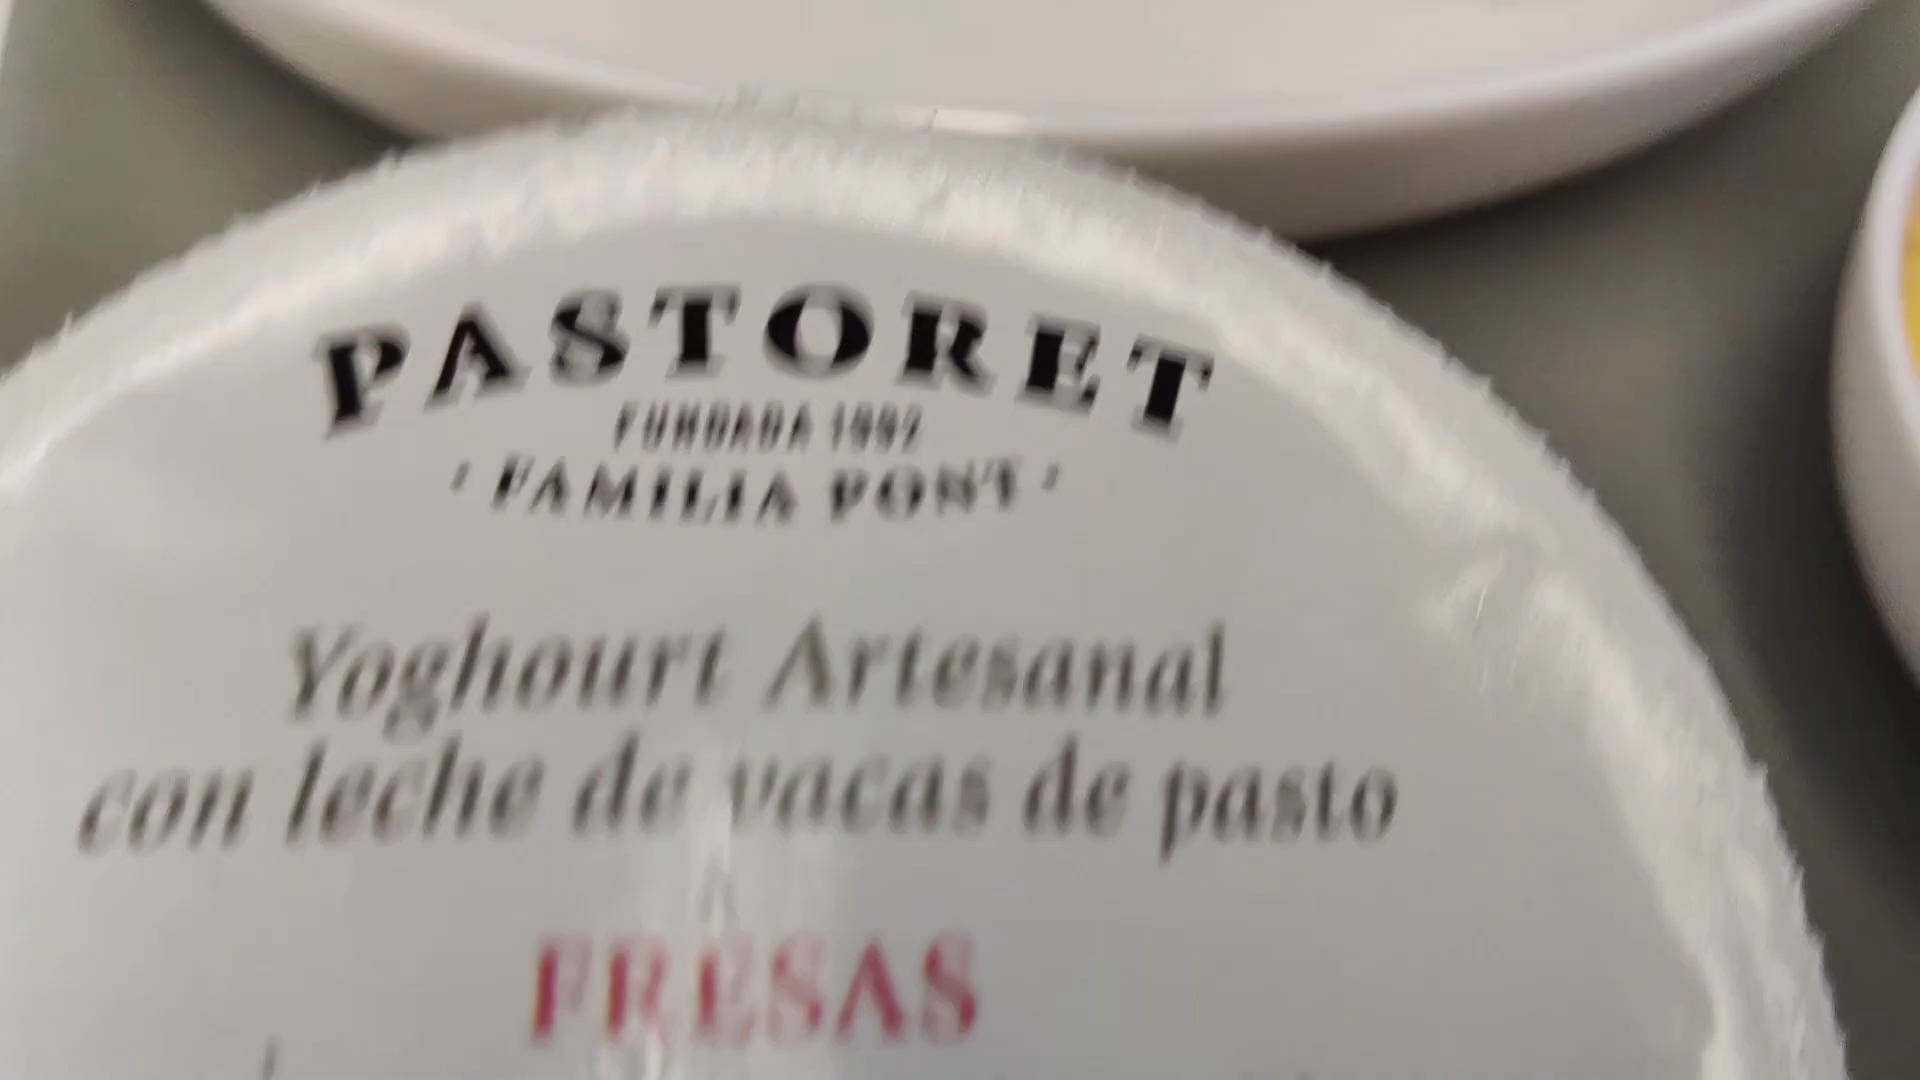 PASTORET
FUNDADA 1992
FAMILIA PONT
Yoghourt Artesanal
con leche de vacas de pasto
FRESAS